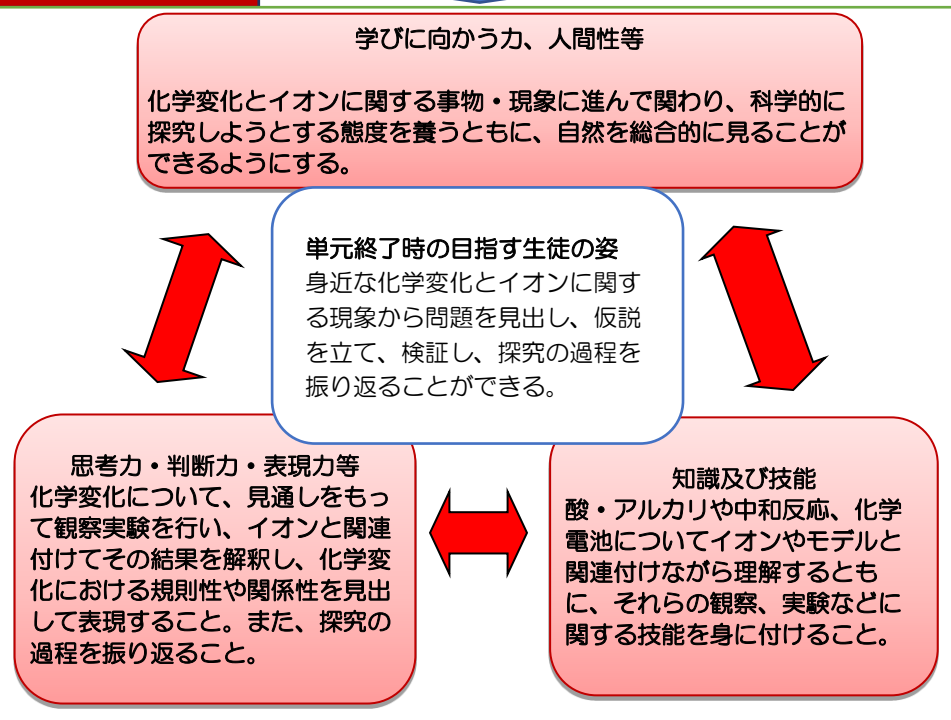 学びに向かう力、人間性等
化学変化とイオンに関する事物・現象に進んで関わり、科学的に
探究しようとする態度を養うともに、自然を総合的に見ることが
できるようにする。
単元終了時の目指す生徒の姿
身近な化学変化とイオンに関す
る現象から問題を見出し、仮説
を立て、検証し、探究の過程を
振り返ることができる。
思考力・判断力・表現力等
化学変化について、見通しをもっ
て観察実験を行い、イオンと関連
付けてその結果を解釈し、化学変
化における規則性や関係性を見出
して表現すること。また、探究の
過程を振り返ること。
知識及び技能
酸・アルカリや中和反応、化学
電池についてイオンやモデルと
関連付けながら理解するととも
に、それらの観察、実験などに
関する技能を身に付けること。